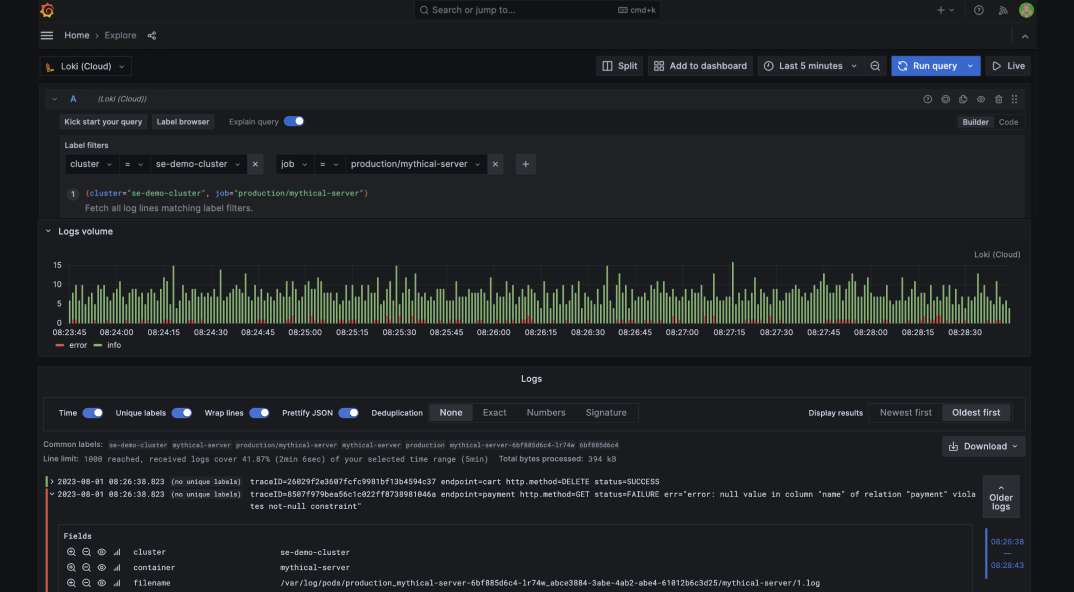 Search or jump to... cmd+k
Home › Explore
Loki (Cloud) Split Add to dashboard Last 5 minutes Run query Live
A (Loki (Cloud))
Kick start your query Label browser Explain query Builder Code
Label filters
cluster = se-demo-cluster × job = production/mythical-server × +
1 {cluster="se-demo-cluster", job="production/mythical-server"}
Fetch all log lines matching label filters.
Logs volume
Loki (Cloud)
15
10
5
0
08:23:45 08:24:00 08:24:15 08:24:30 08:24:45 08:25:00 08:25:15 08:25:30 08:25:45 08:26:00 08:26:15 08:26:30 08:26:45 08:27:00 08:27:15 08:27:30 08:27:45 08:28:00 08:28:15 08:28:30
error info
Logs
Time Unique labels Wrap lines Prettify JSON Deduplication None Exact Numbers Signature Display results Newest first Oldest first
Common labels: se-demo-cluster mythical-server production/mythical-server mythical-server production mythical-server-6bf885d6c4-lr74w 6bf885d6c4
Download
Line limit: 1000 reached, received logs cover 41.87% (2min 6sec) of your selected time range (5min) Total bytes processed: 394 kB
2023-08-01 08:26:38.823 (no unique labels) traceID=26029f2e3607fcfc9981bf13b4594c37 endpoint=cart http.method=DELETE status=SUCCESS
2023-08-01 08:26:38.823 (no unique labels) traceID=8507f979bea56c1c022ff8738981046a endpoint=payment http.method=GET status=FAILURE err="error: null value in column "name" of relation "payment" viola
tes not-null constraint"
Older
logs
Fields
cluster se-demo-cluster
container mythical-server
filename /var/log/pods/production_mythical-server-6bf885d6c4-lr74w_abce3884-3abe-4ab2-abe4-61012b6c3d25/mythical-server/1.log
08:26:38
—
08:28:43